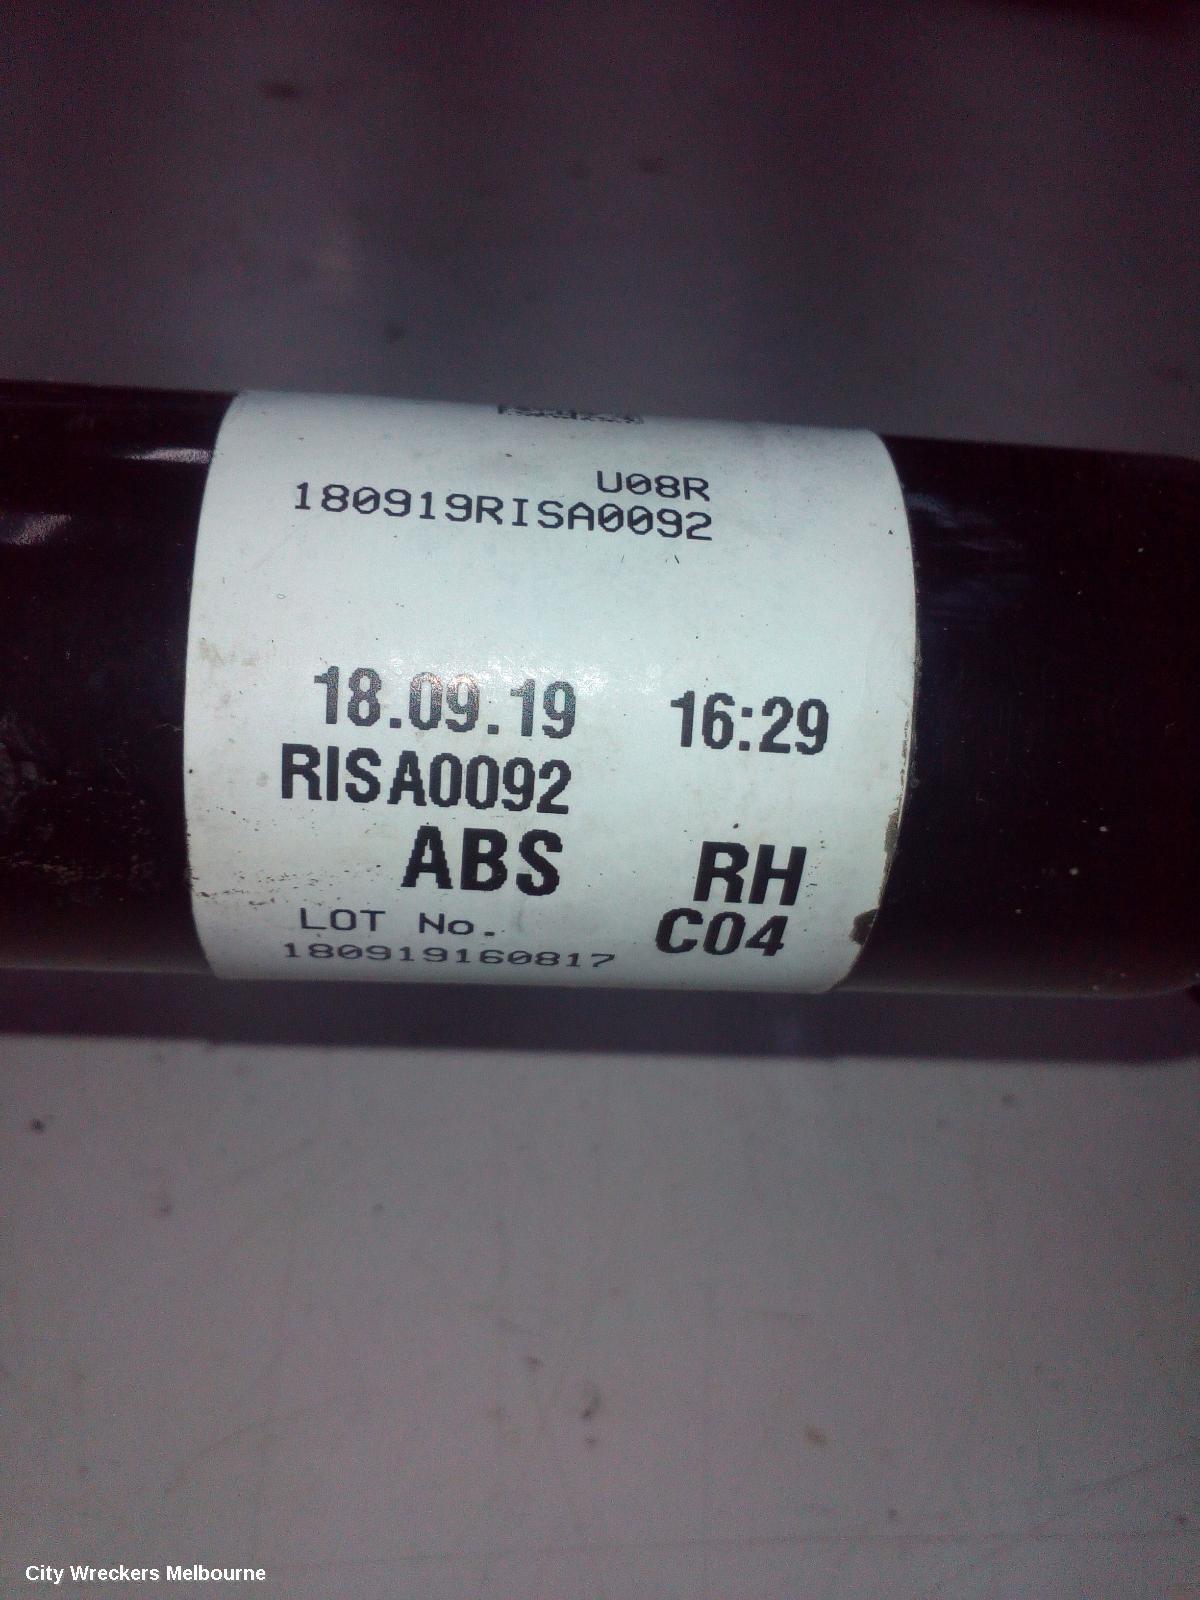 U08R
180919RISA0092
18.09.19 16:29
RISA0092
ABS RH
LOT No. C04
180919160817
City Wreckers Melbourne